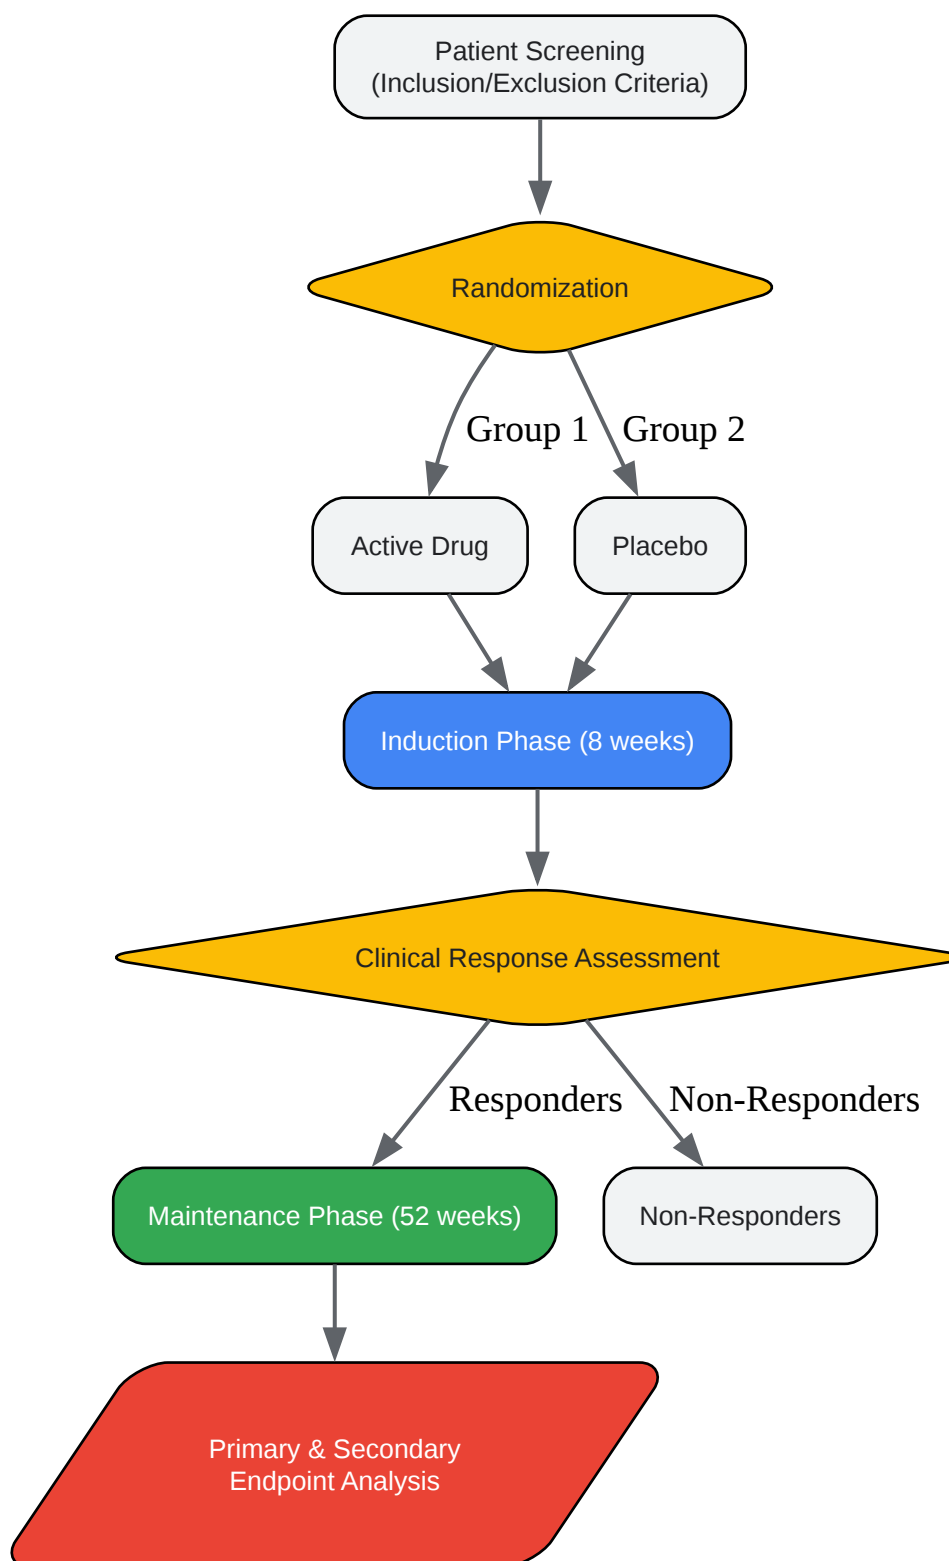 Patient Screening
(Inclusion/Exclusion Criteria)
Randomization
Group 1
Group 2
Active Drug
Placebo
Induction Phase (8 weeks)
Clinical Response Assessment
Responders
Non-Responders
Maintenance Phase (52 weeks)
Non-Responders
Primary & Secondary
Endpoint Analysis